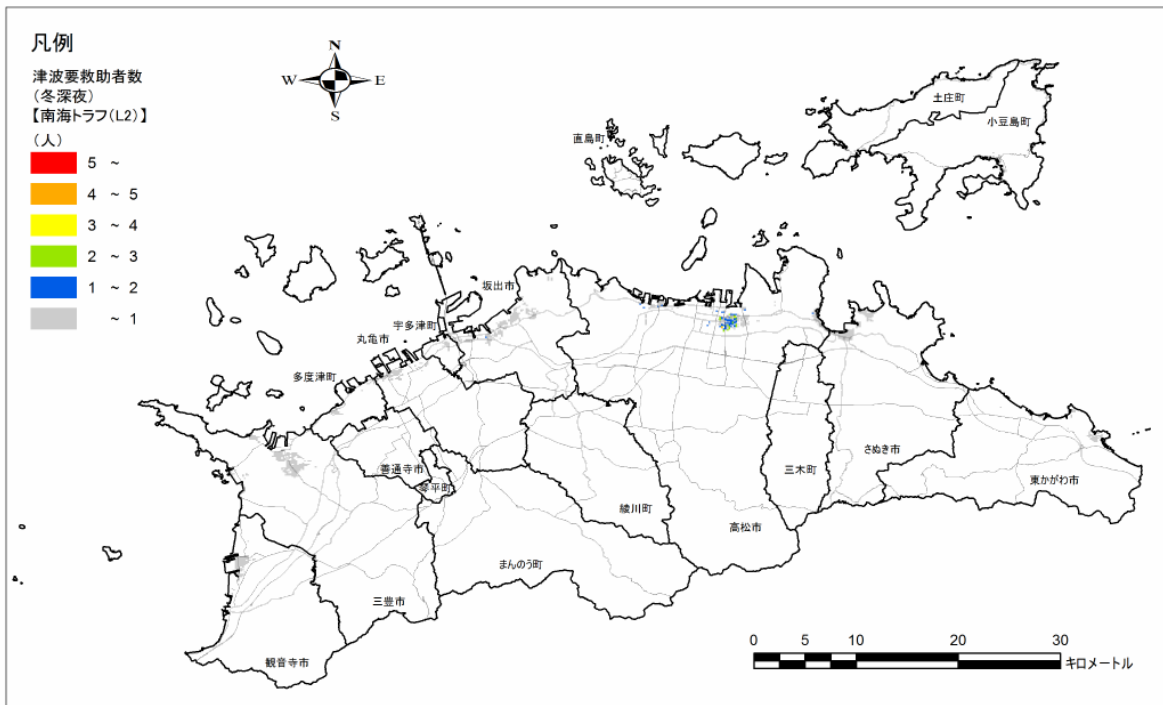 凡例
津波要救助者数
(冬深夜)
【南海トラフ(L2)】
(人)
5 ~
4 ~ 5
3 ~ 4
2 ~ 3
1 ~ 2
~ 1
N
W E
S
土庄町
小豆島町
直島町
坂出市
宇多津町
丸亀市
多度津町
善通寺市
琴平町
さぬき市
三木町
東かがわ市
綾川町
高松市
まんのう町
三豊市
観音寺市
0 5 10 20 30
キロメートル